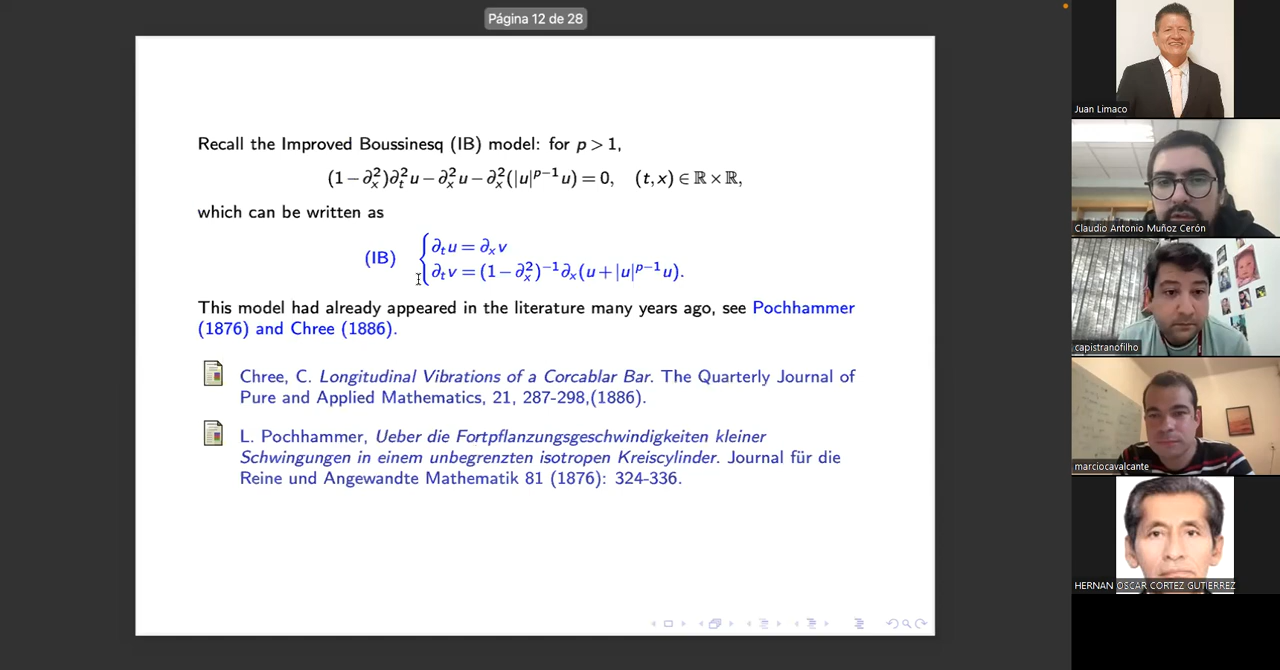 Página 12 de 28
Recall the Improved Boussinesq (IB) model: for p > 1,
(1−∂ₓ²)∂ₜ²u − ∂ₓ²u − ∂ₓ²(|u|ᵖ⁻¹u) = 0, (t,x) ∈ ℝ × ℝ,
which can be written as
(IB) { ∂ₜu = ∂ₓv
∂ₜv = (1−∂ₓ²)⁻¹∂ₓ(u+|u|ᵖ⁻¹u).
This model had already appeared in the literature many years ago, see Pochhammer
(1876) and Chree (1886).
Chree, C. Longitudinal Vibrations of a Corcablar Bar. The Quarterly Journal of
Pure and Applied Mathematics, 21, 287-298,(1886).
L. Pochhammer, Ueber die Fortpflanzungsgeschwindigkeiten kleiner
Schwingungen in einem unbegrenzten isotropen Kreiscylinder. Journal für die
Reine und Angewandte Mathematik 81 (1876): 324-336.
Juan Limaco
Claudio Antonio Muñoz Cerón
capistranofilho
marciocavalcante
HERNAN OSCAR CORTEZ GUTIERREZ